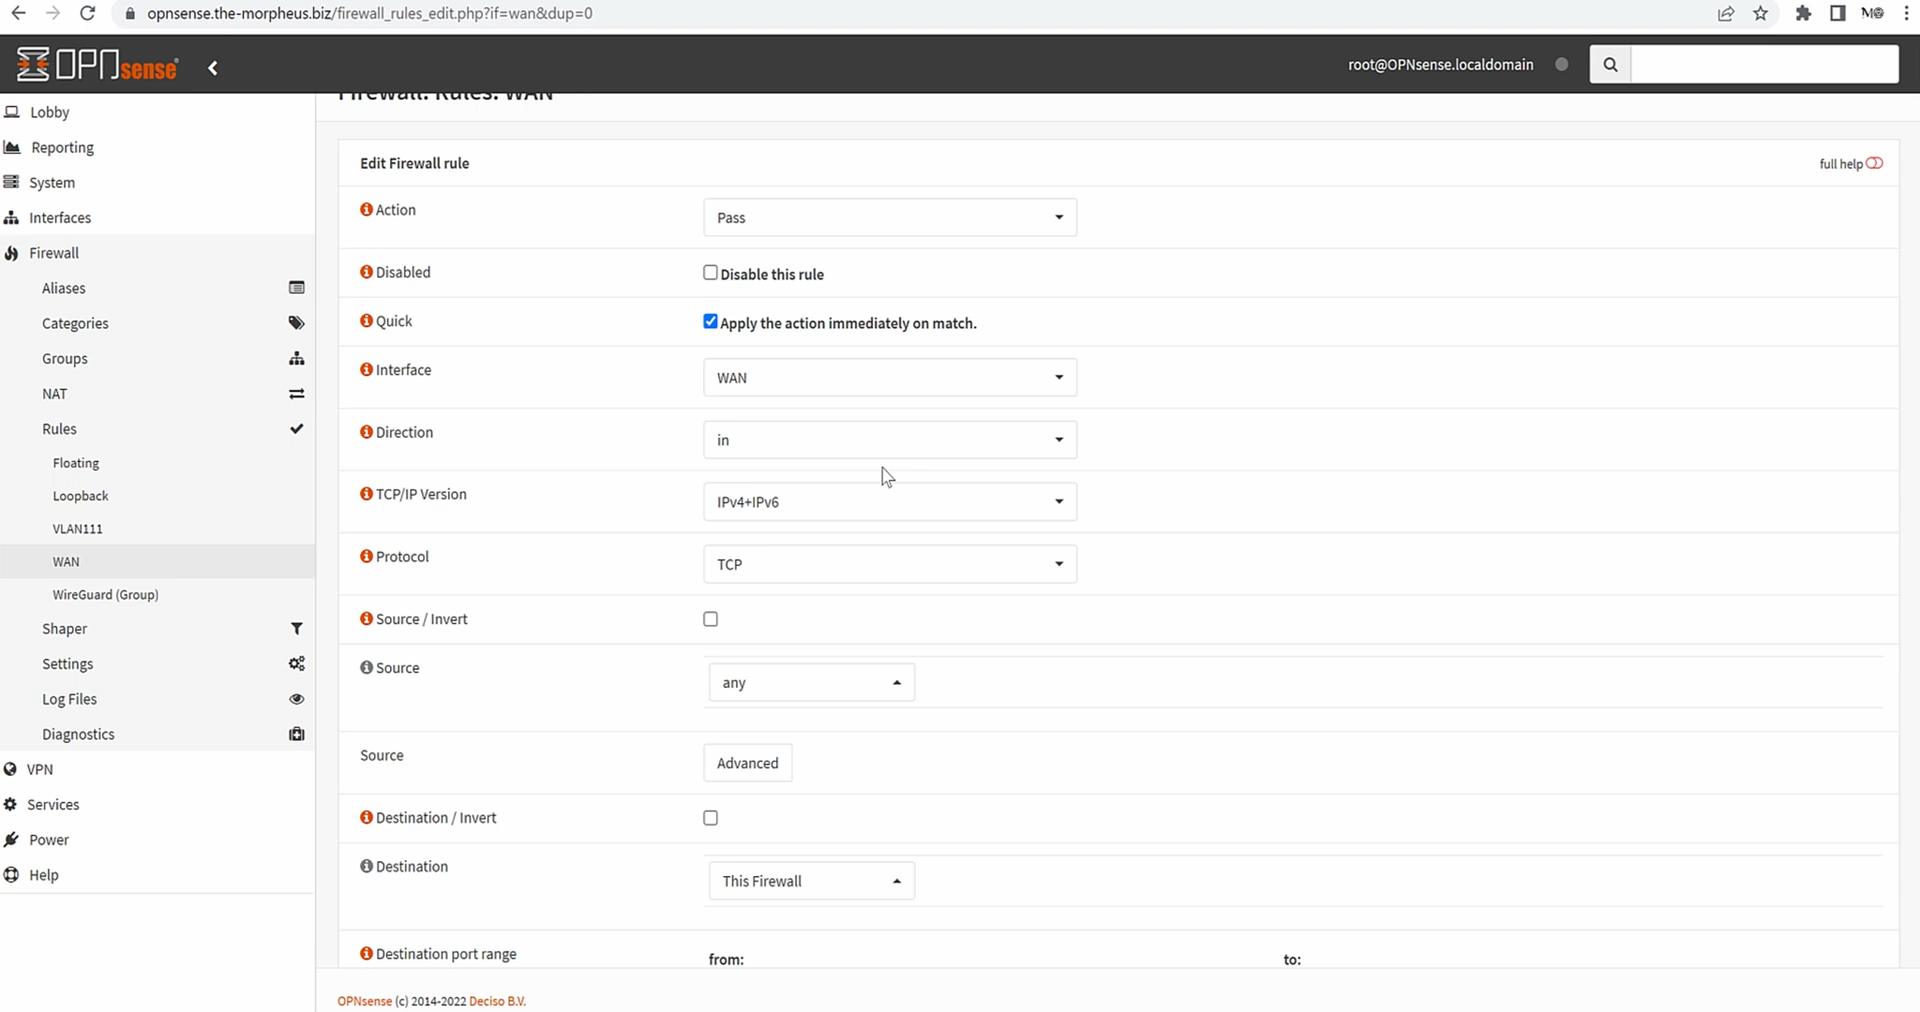 opnsense.the-morpheus.biz/firewall_rules_edit.php?if=wan&dup=0
OPNsense
root@OPNsense.localdomain
Firewall: Rules: WAN
Lobby
Reporting
System
Interfaces
Firewall
Aliases
Categories
Groups
NAT
Rules
Floating
Loopback
VLAN111
WAN
WireGuard (Group)
Shaper
Settings
Log Files
Diagnostics
VPN
Services
Power
Help
Edit Firewall rule
full help
Action
Pass
Disabled
Disable this rule
Quick
Apply the action immediately on match.
Interface
WAN
Direction
in
TCP/IP Version
IPv4+IPv6
Protocol
TCP
Source / Invert
Source
any
Source
Advanced
Destination / Invert
Destination
This Firewall
Destination port range
from:
to:
OPNsense (c) 2014-2022 Deciso B.V.